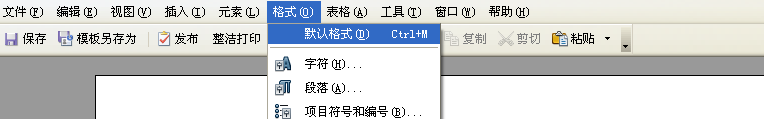 文件(F) 编辑(E) 视图(V) 插入(I) 元素(L) 格式(O) 表格(A) 工具(T) 窗口(W) 帮助(H)
保存 模板另存为 发布 整洁打印 复制 剪切 粘贴
默认格式(D) Ctrl+M
字符(H)...
段落(A)...
项目符号和编号(B)...